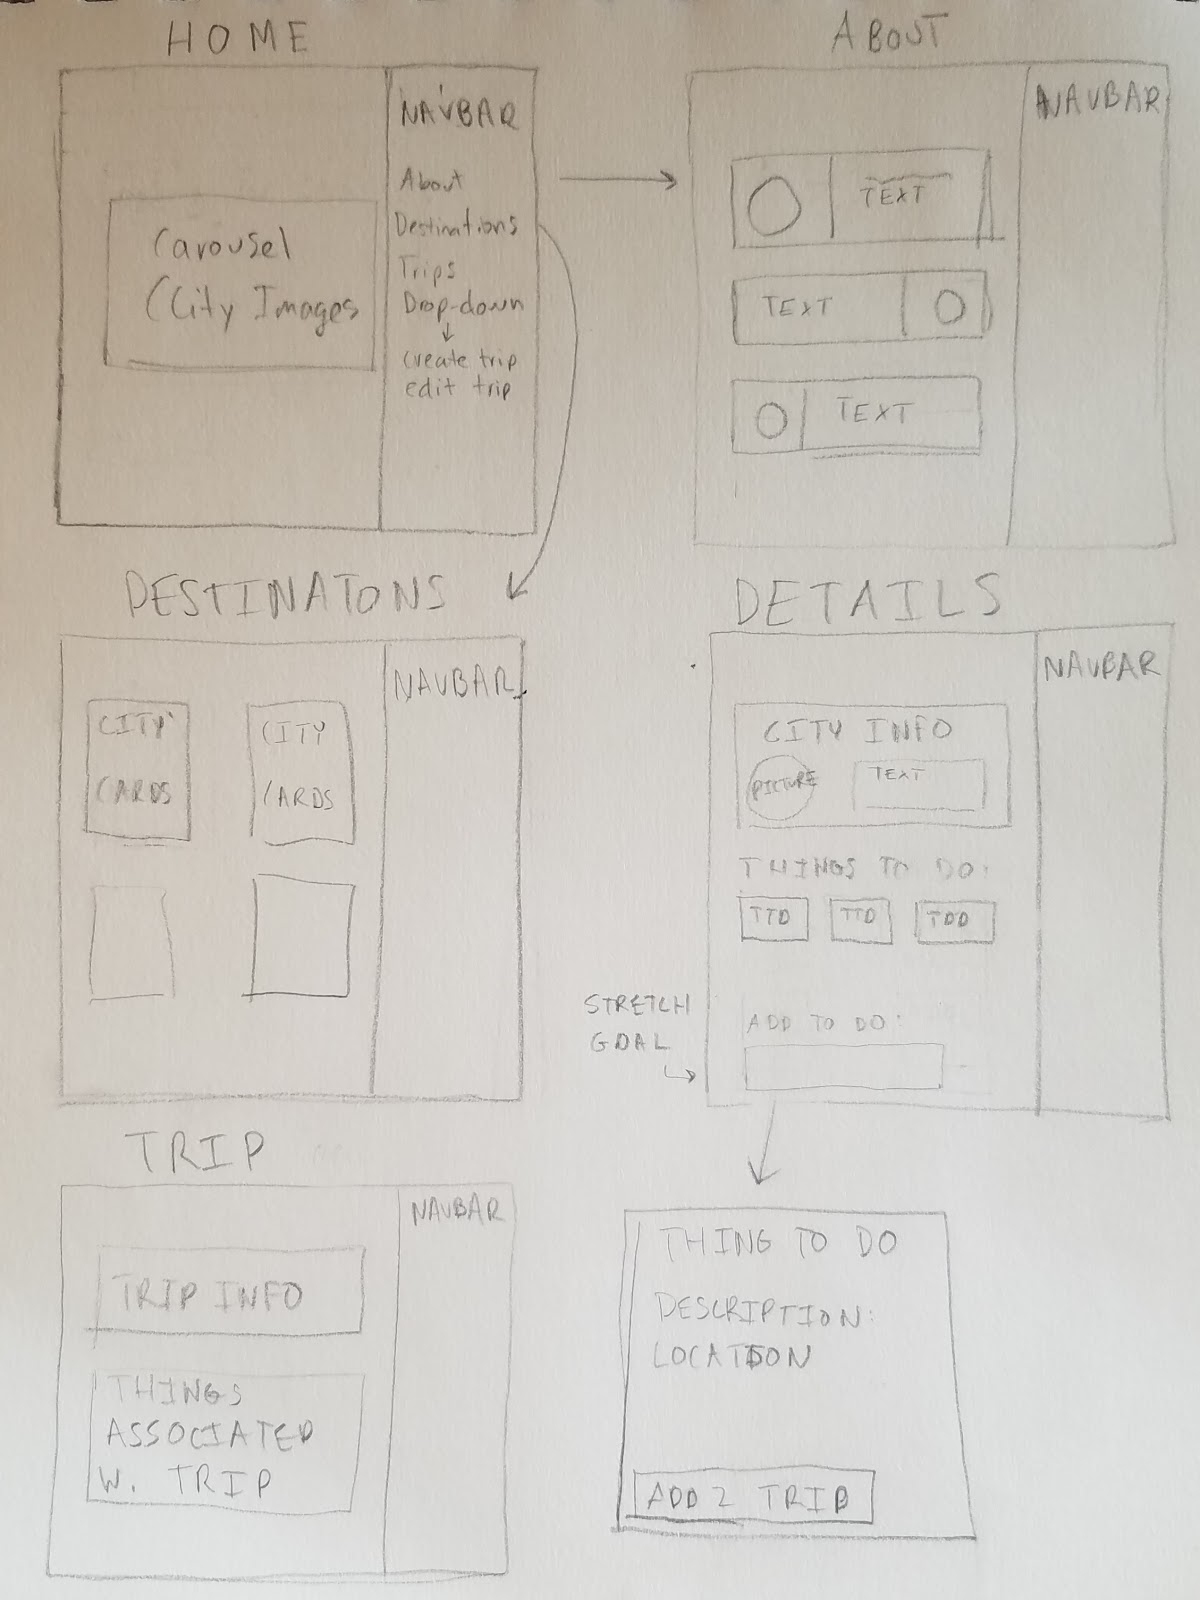 HOME
NAVBAR
About
Destinations
Trips
Drop-down
create trip
edit trip
Carousel
(City Images
ABOUT
NAVBAR
TEXT
TEXT
TEXT
DESTINATONS
NAVBAR
CITY
CARDS
CITY
CARDS
DETAILS
NAVBAR
CITY INFO
PICTURE
TEXT
THINGS TO DO:
TTD
TTD
TDD
STRETCH
GOAL
ADD TO DO:
TRIP
NAVBAR
TRIP INFO
THINGS
ASSOCIATED
W. TRIP
THING TO DO
DESCRIPTION:
LOCATION
ADD 2 TRIP